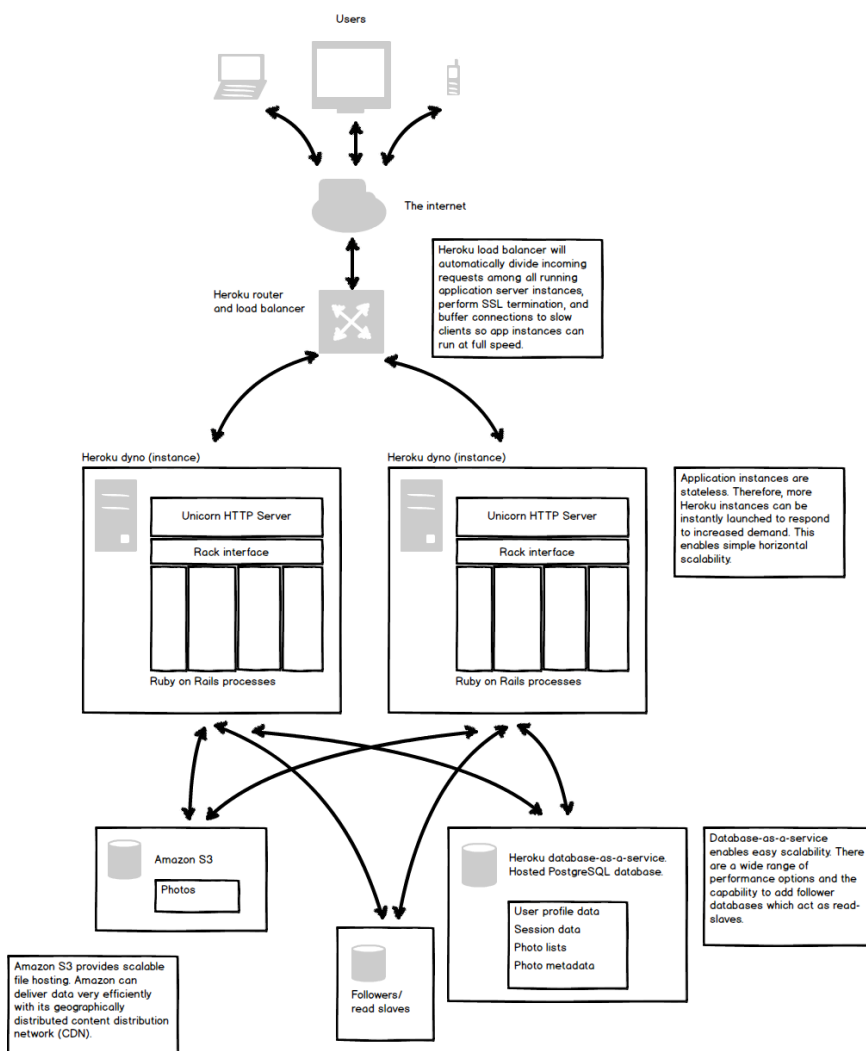 Users
The internet
Heroku load balancer will
automatically divide incoming
requests among all running
application server instances,
perform SSL termination, and
buffer connections to slow
clients so app instances can
run at full speed.
Heroku router
and load balancer
Heroku dyno (instance)
Unicorn HTTP Server
Rack interface
Ruby on Rails processes
Heroku dyno (instance)
Unicorn HTTP Server
Rack interface
Ruby on Rails processes
Application instances are
stateless. Therefore, more
Heroku instances can be
instantly launched to respond
to increased demand. This
enables simple horizontal
scalability.
Amazon S3
Photos
Heroku database-as-a-service.
Hosted PostgreSQL database.
User profile data
Session data
Photo lists
Photo metadata
Database-as-a-service
enables easy scalability. There
are a wide range of
performance options and the
capability to add follower
databases which act as read-
slaves.
Amazon S3 provides scalable
file hosting. Amazon can
deliver data very efficiently
with its geographically
distributed content distribution
network (CDN).
Followers/
read slaves